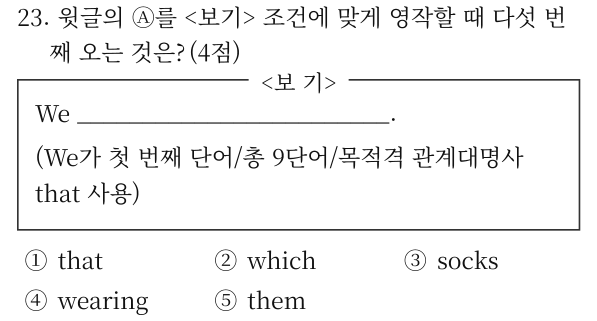 23. 윗글의 Ⓐ를 <보기> 조건에 맞게 영작할 때 다섯 번
째 오는 것은? (4점)
<보 기>
We ______________________.
(We가 첫 번째 단어/총 9단어/목적격 관계대명사
that 사용)
① that ② which ③ socks
④ wearing ⑤ them